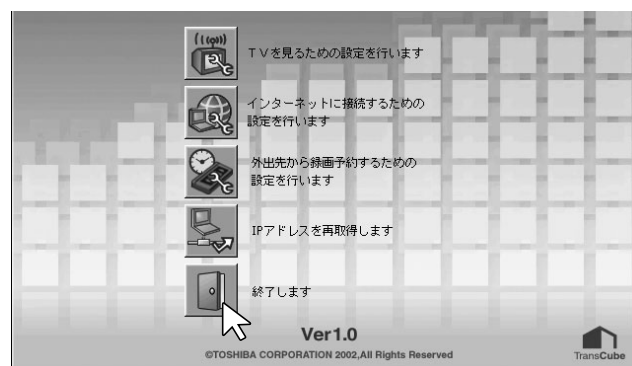 TVを見るための設定を行います
インターネットに接続するための
設定を行います
外出先から録画予約するための
設定を行います
IPアドレスを再取得します
終了します
Ver1.0
©TOSHIBA CORPORATION 2002,All Rights Reserved
TransCube